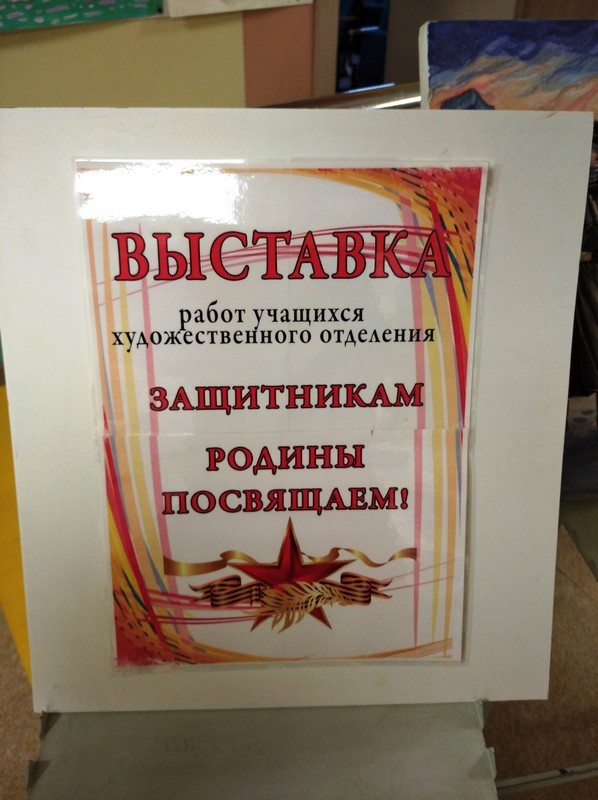 ВЫСТАВКА
работ учащихся
художественного отделения
ЗАЩИТНИКАМ
РОДИНЫ
ПОСВЯЩАЕМ!